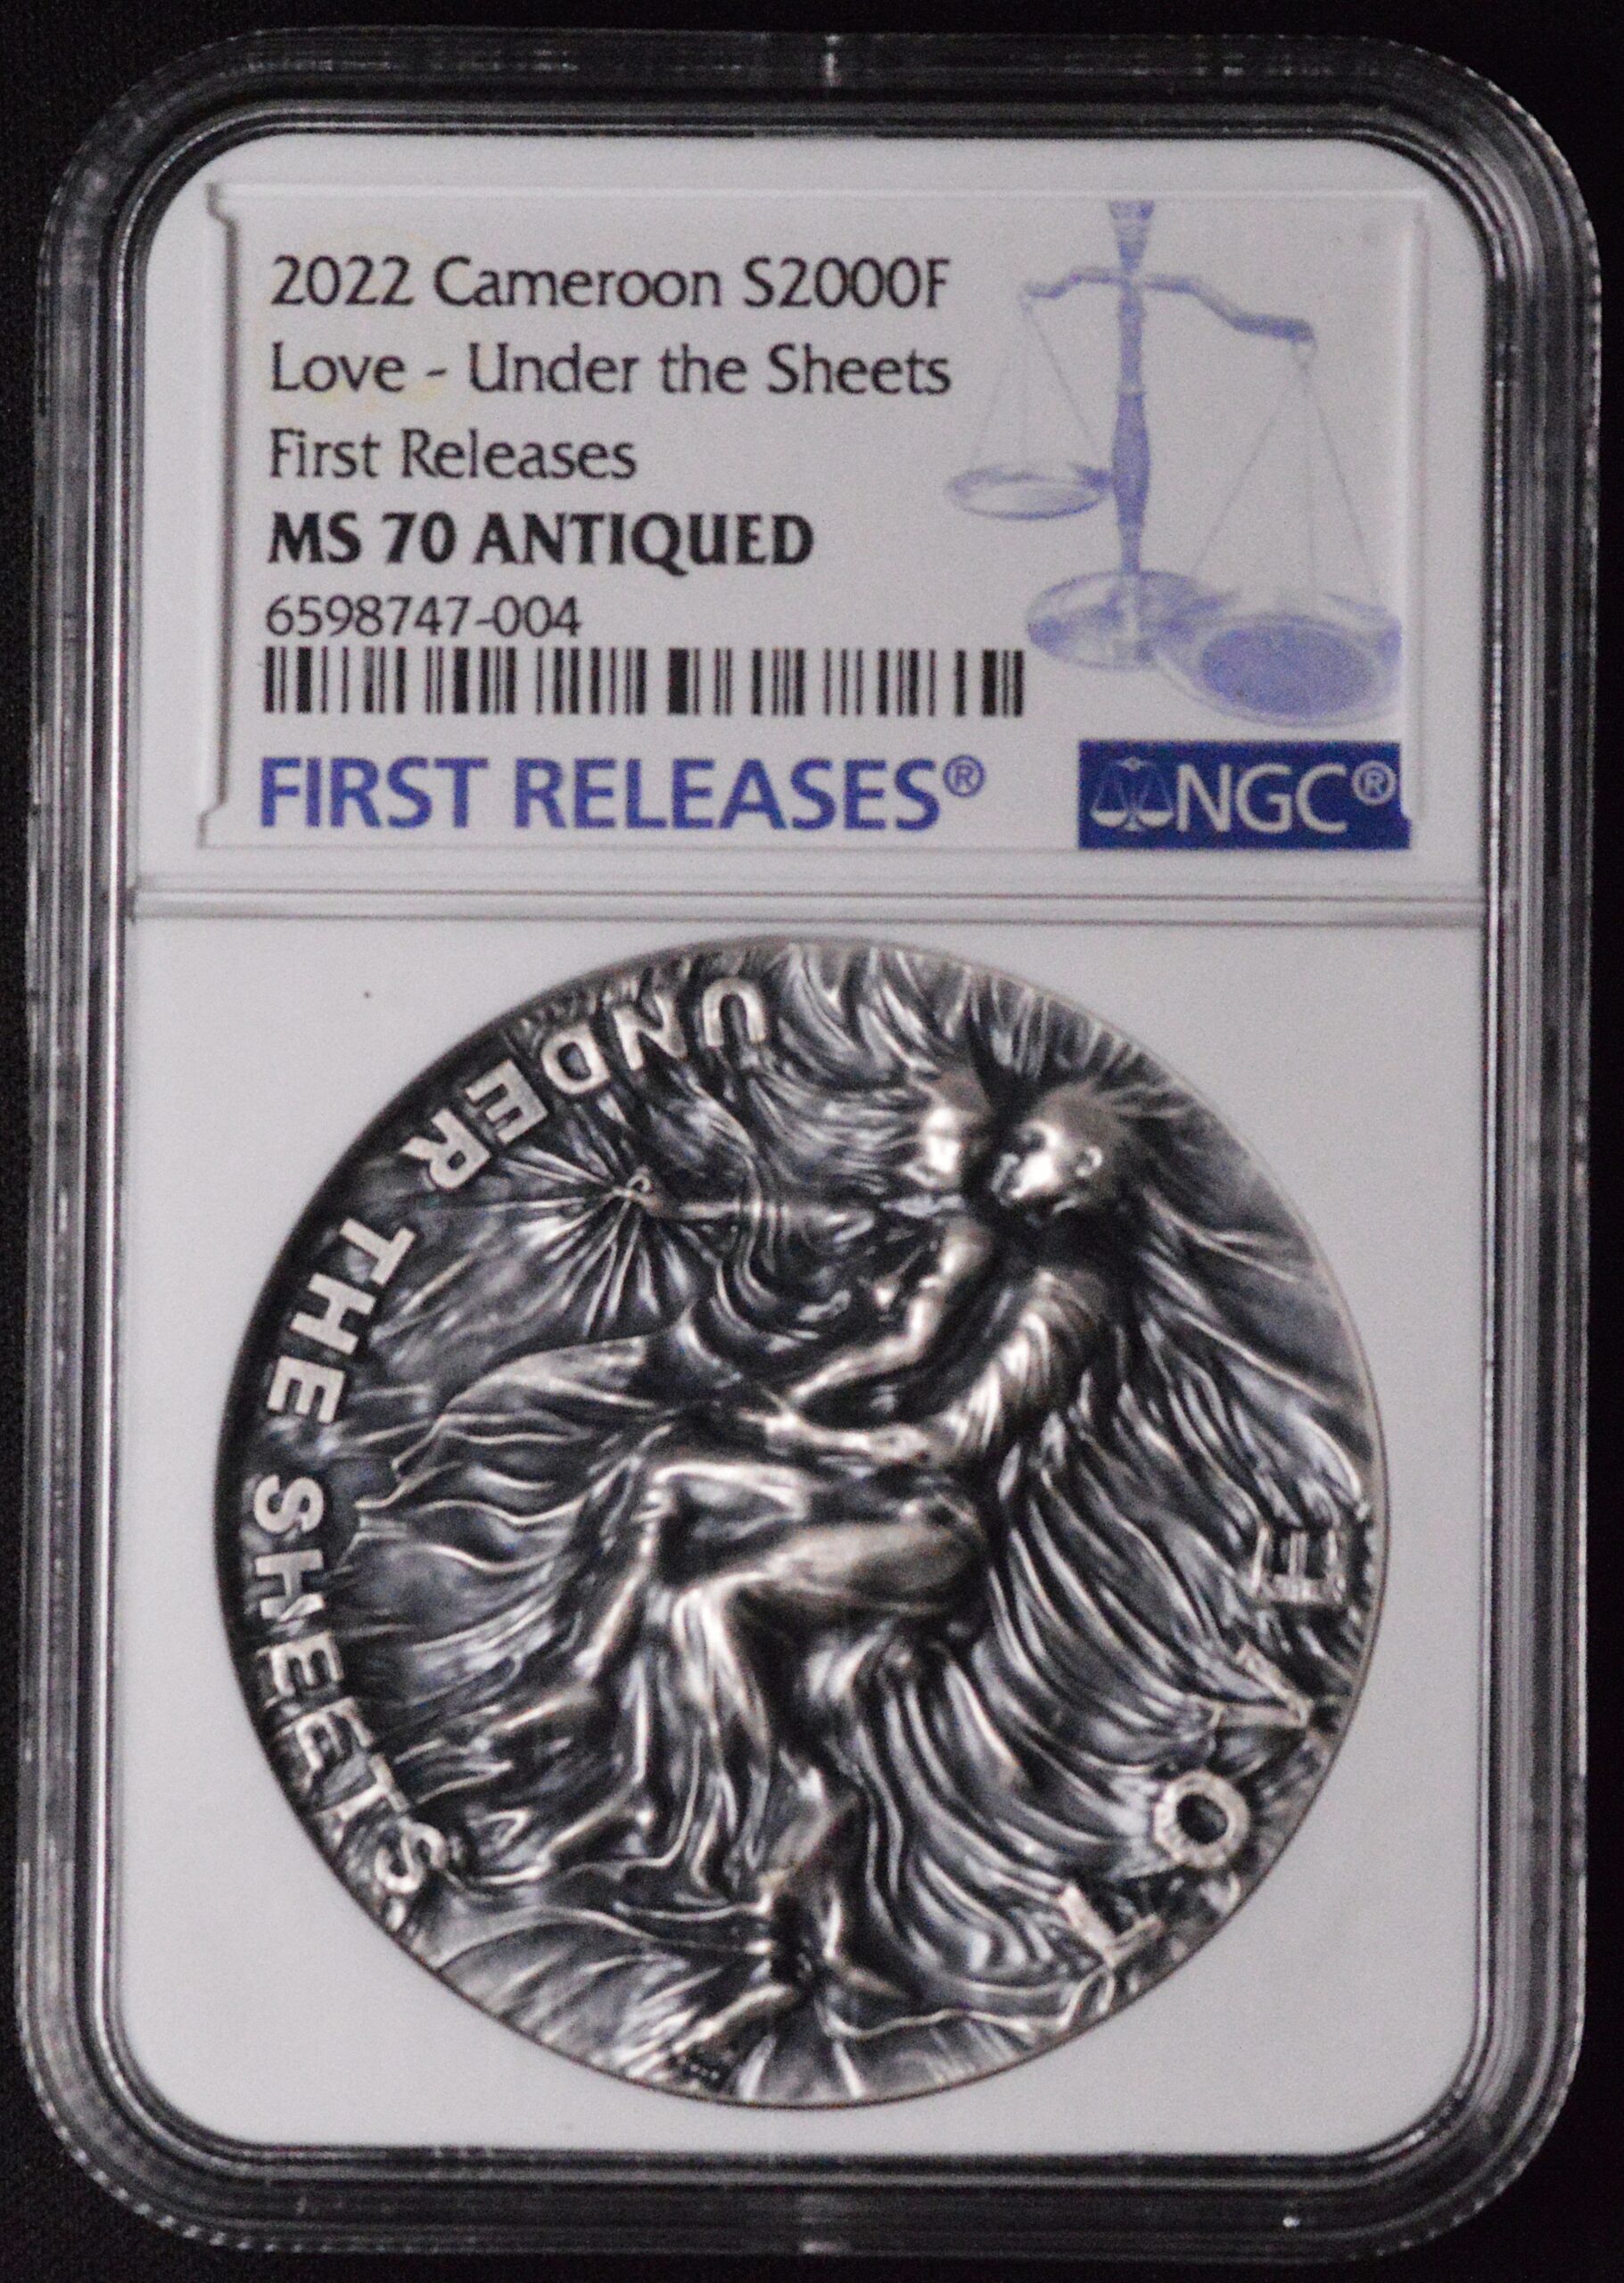 2022 Cameroon S2000F
Love - Under the Sheets
First Releases
MS 70 ANTIQUED
6598747-004
FIRST RELEASES®
NGC®
UNDER THE SHEETS
LOVE